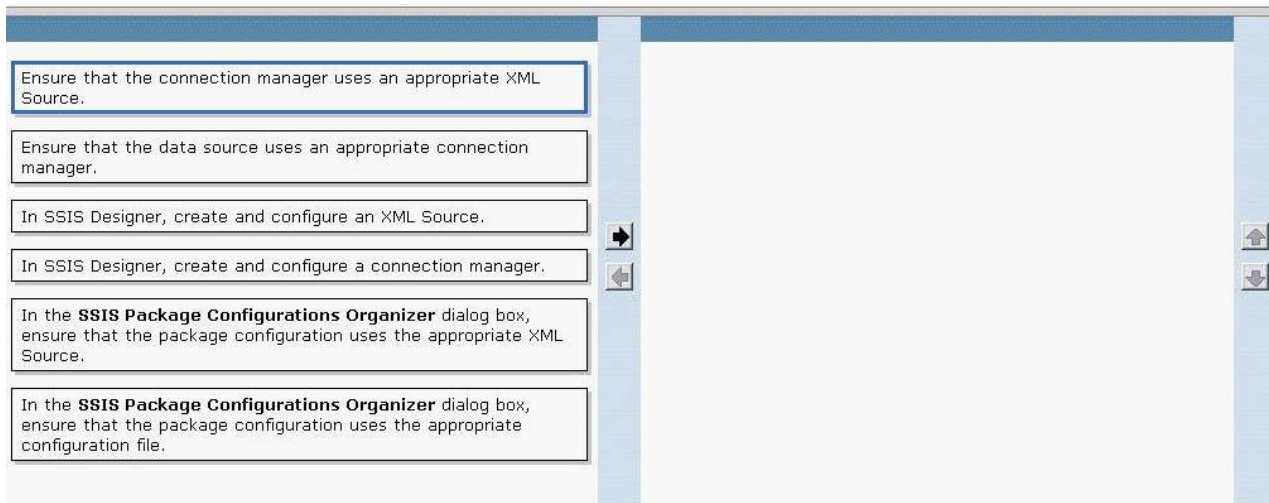 Ensure that the connection manager uses an appropriate XML
Source.
Ensure that the data source uses an appropriate connection
manager.
In SSIS Designer, create and configure an XML Source.
In SSIS Designer, create and configure a connection manager.
In the SSIS Package Configurations Organizer dialog box,
ensure that the package configuration uses the appropriate XML
Source.
In the SSIS Package Configurations Organizer dialog box,
ensure that the package configuration uses the appropriate
configuration file.